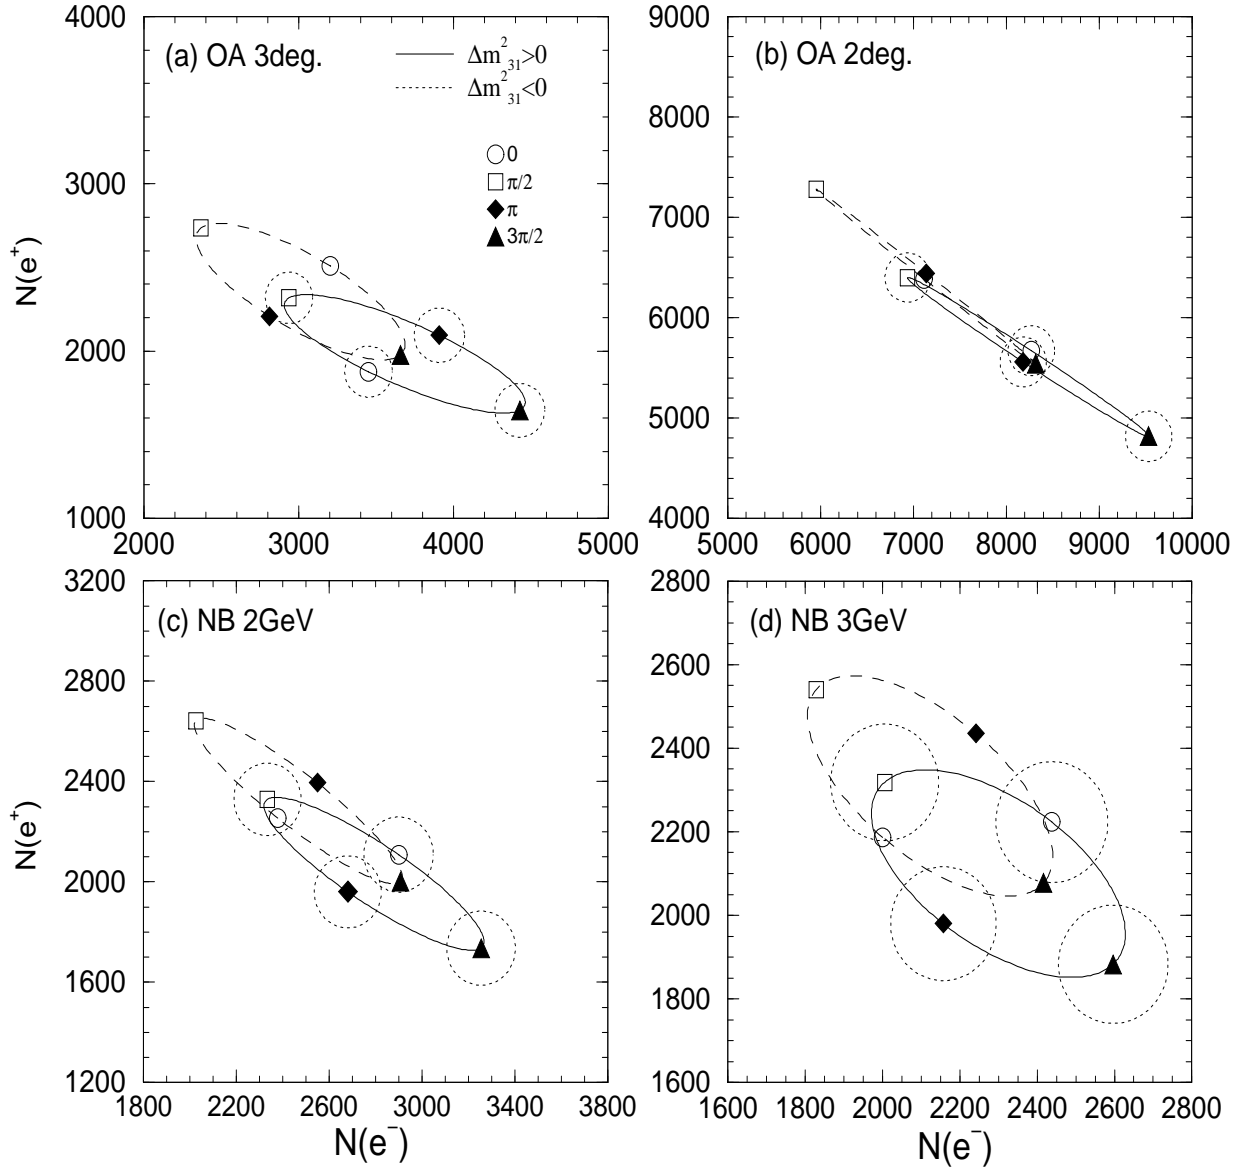 (a) OA 3deg.
Δm²₃₁>0
Δm²₃₁<0
0
π/2
π
3π/2
4000
3000
2000
1000
N(e⁺)
2000 3000 4000 5000
(b) OA 2deg.
9000
8000
7000
6000
5000
4000
5000 6000 7000 8000 9000 10000
(c) NB 2GeV
3200
2800
2400
2000
1600
1200
N(e⁺)
1800 2200 2600 3000 3400 3800
N(e⁻)
(d) NB 3GeV
2800
2600
2400
2200
2000
1800
1600
1600 1800 2000 2200 2400 2600 2800
N(e⁻)